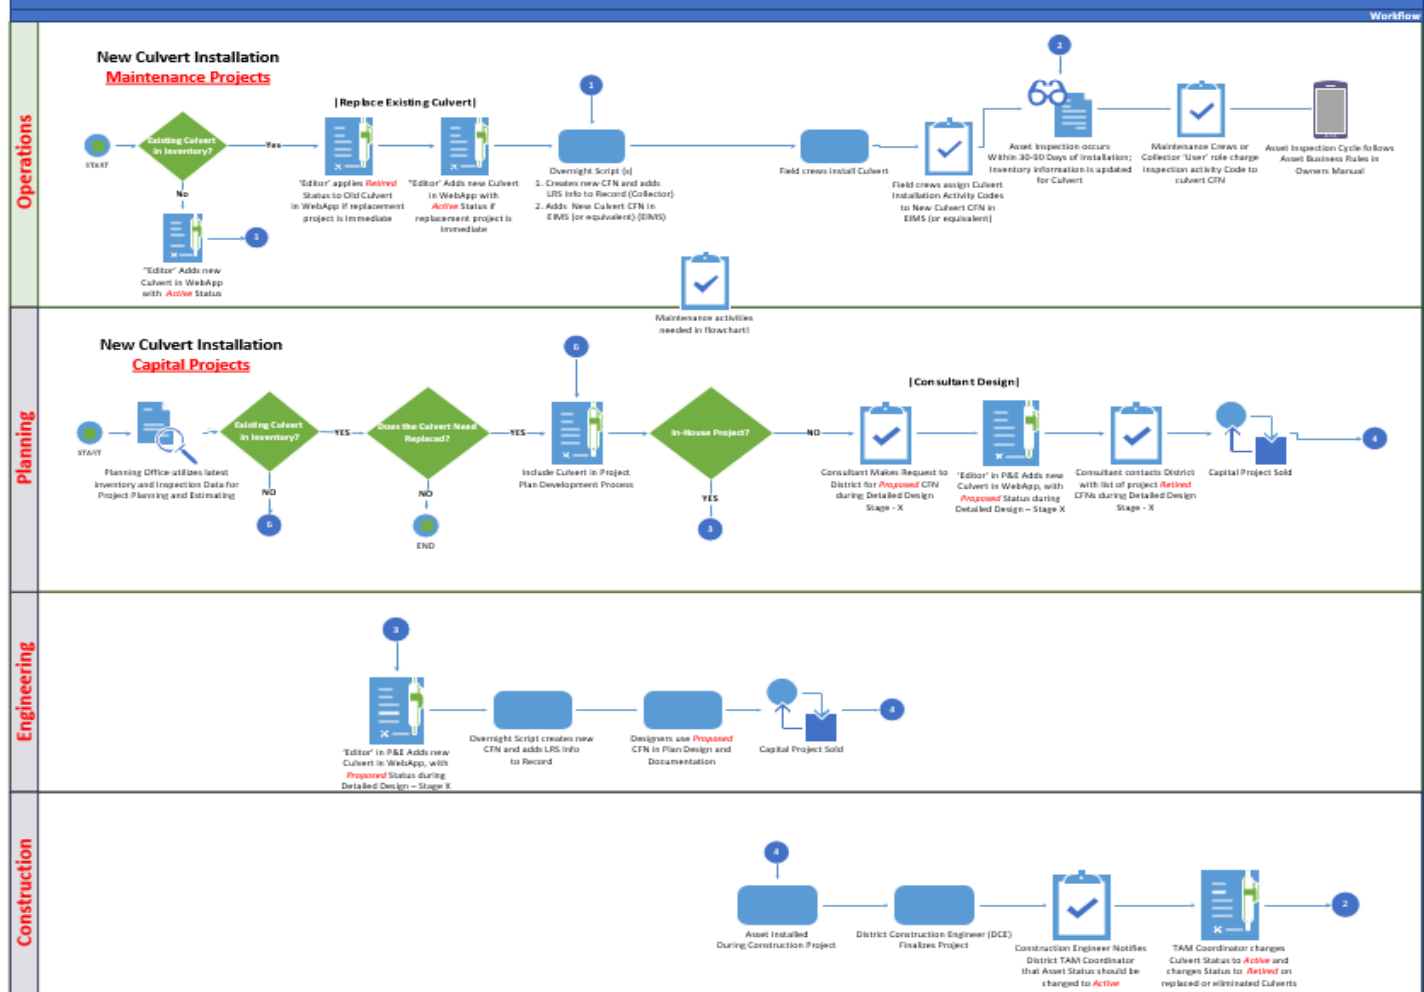 Workflow
Operations
New Culvert Installation
Maintenance Projects
START
Existing Culvert
in Inventory?
Yes
No
1
"Editor' Adds new
Culvert in WebApp
with Active Status
|Replace Existing Culvert|
'Editor' applies Retired
Status to Old Culvert
in WebApp if replacement
project is Immediate
"Editor' Adds new Culvert
in WebApp with
Active Status if
replacement project is
Immediate
1
Overnight Script (s)
1. Creates new CFN and adds
LRS info to Record (Collector)
2. Adds New Culvert CFN in
EIMS (or equivalent) (EIMS)
Field crews install Culvert
Field crews assign Culvert
Installation Activity Codes
to New Culvert CFN in
EIMS (or equivalent)
2
Asset Inspection occurs
Within 30-90 Days of Installation;
Inventory information is updated
for Culvert
Maintenance Crews or
Collector 'User' role charge
Inspection activity Code to
culvert CFN
Asset Inspection Cycle follows
Asset Business Rules in
Owners Manual
Maintenance activities
needed in flowchart!
Planning
New Culvert Installation
Capital Projects
START
Planning Office utilizes latest
Inventory and Inspection Data for
Project Planning and Estimating
Existing Culvert
in Inventory?
YES
NO
Does the Culvert Need
Replaced?
YES
NO
END
Include Culvert in Project
Plan Development Process
In-House Project?
NO
YES
3
|Consultant Design|
Consultant Makes Request to
District for Proposed CFN
during Detailed Design
Stage - X
'Editor' in P&E Adds new
Culvert in WebApp, with
Proposed Status during
Detailed Design – Stage X
Consultant contacts District
with list of project Retired
CFNs during Detailed Design
Stage - X
Capital Project Sold
4
Engineering
3
'Editor' in P&E Adds new
Culvert in WebApp, with
Proposed Status during
Detailed Design – Stage X
Overnight Script creates new
CFN and adds LRS Info
to Record
Designers use Proposed
CFN in Plan Design and
Documentation
Capital Project Sold
4
Construction
4
Asset Installed
During Construction Project
District Construction Engineer (DCE)
Finalizes Project
Construction Engineer Notifies
District TAM Coordinator
that Asset Status should be
changed to Active
TAM Coordinator changes
Culvert Status to Active and
changes Status to Retired on
replaced or eliminated Culverts
2